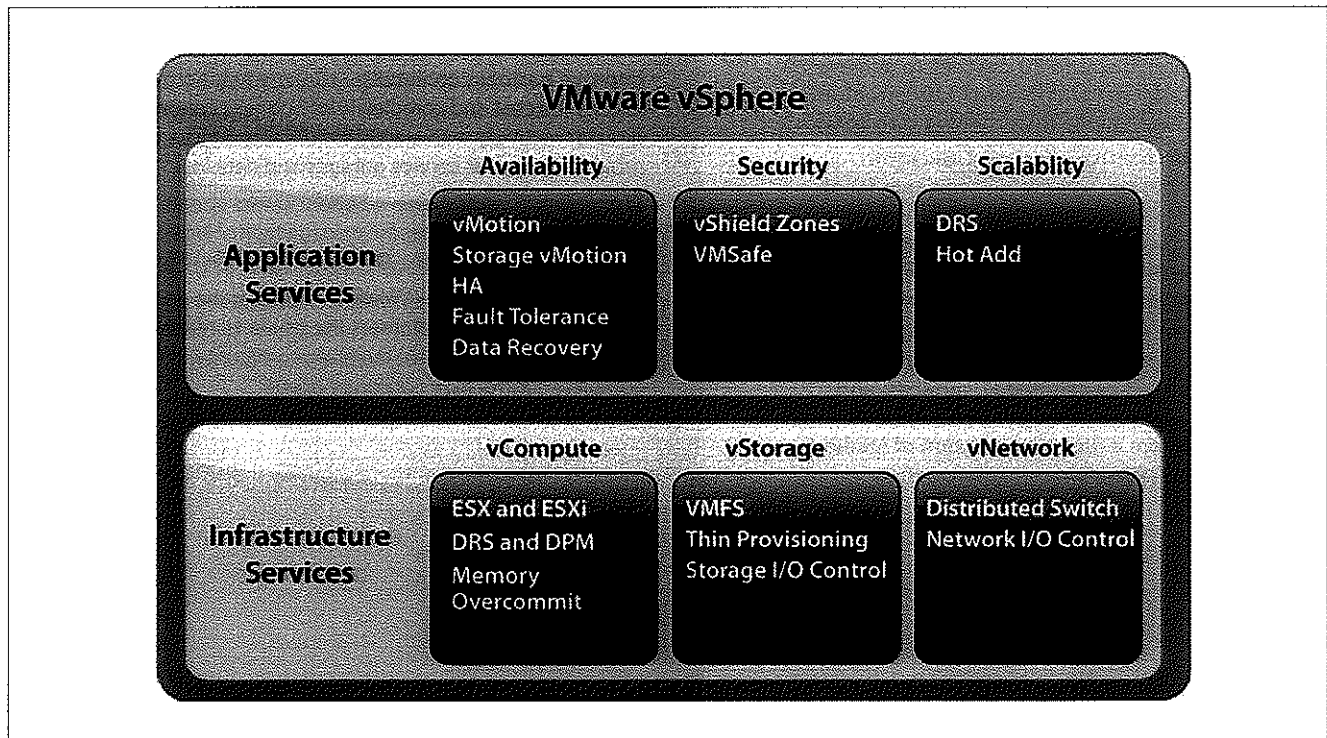 VMware vSphere
Availability
Security
Scalablity
Application
Services
vMotion
Storage vMotion
HA
Fault Tolerance
Data Recovery
vShield Zones
VMSafe
DRS
Hot Add
vCompute
vStorage
vNetwork
Infrastructure
Services
ESX and ESXi
DRS and DPM
Memory
Overcommit
VMFS
Thin Provisioning
Storage I/O Control
Distributed Switch
Network I/O Control